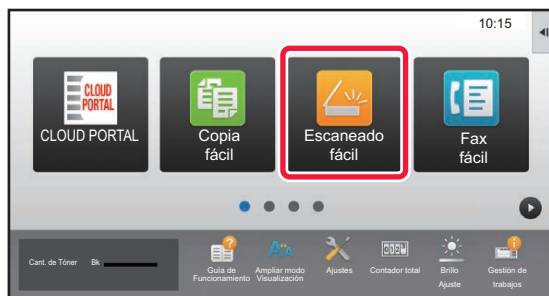 10:15
CLOUD
PORTAL
CLOUD PORTAL
Copia
fácil
Escaneado
fácil
Fax
fácil
Cant. de Tóner Bk
Guía de
Funcionamiento
Ampliar modo
Visualización
Ajustes
Contador total
Brillo
Ajuste
Gestión de
trabajos